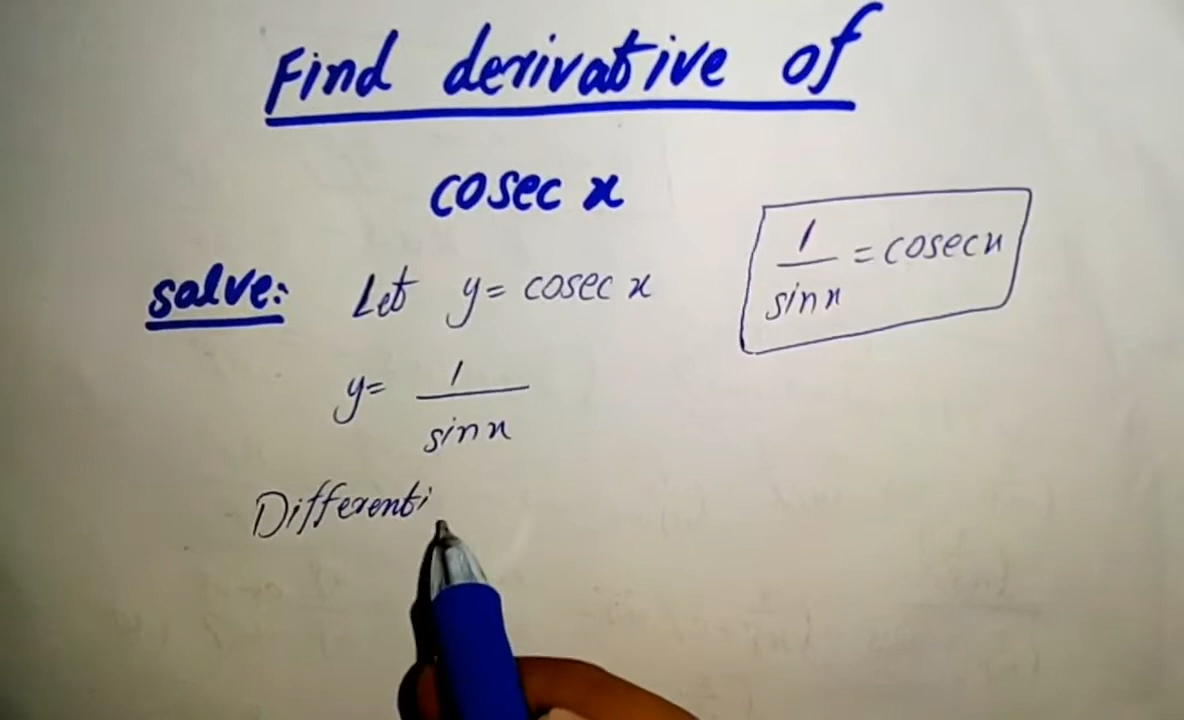 Find derivative of
cosec x
solve: Let y= cosec x
1/sinx = cosecx
y= 1/sinx
Differenti